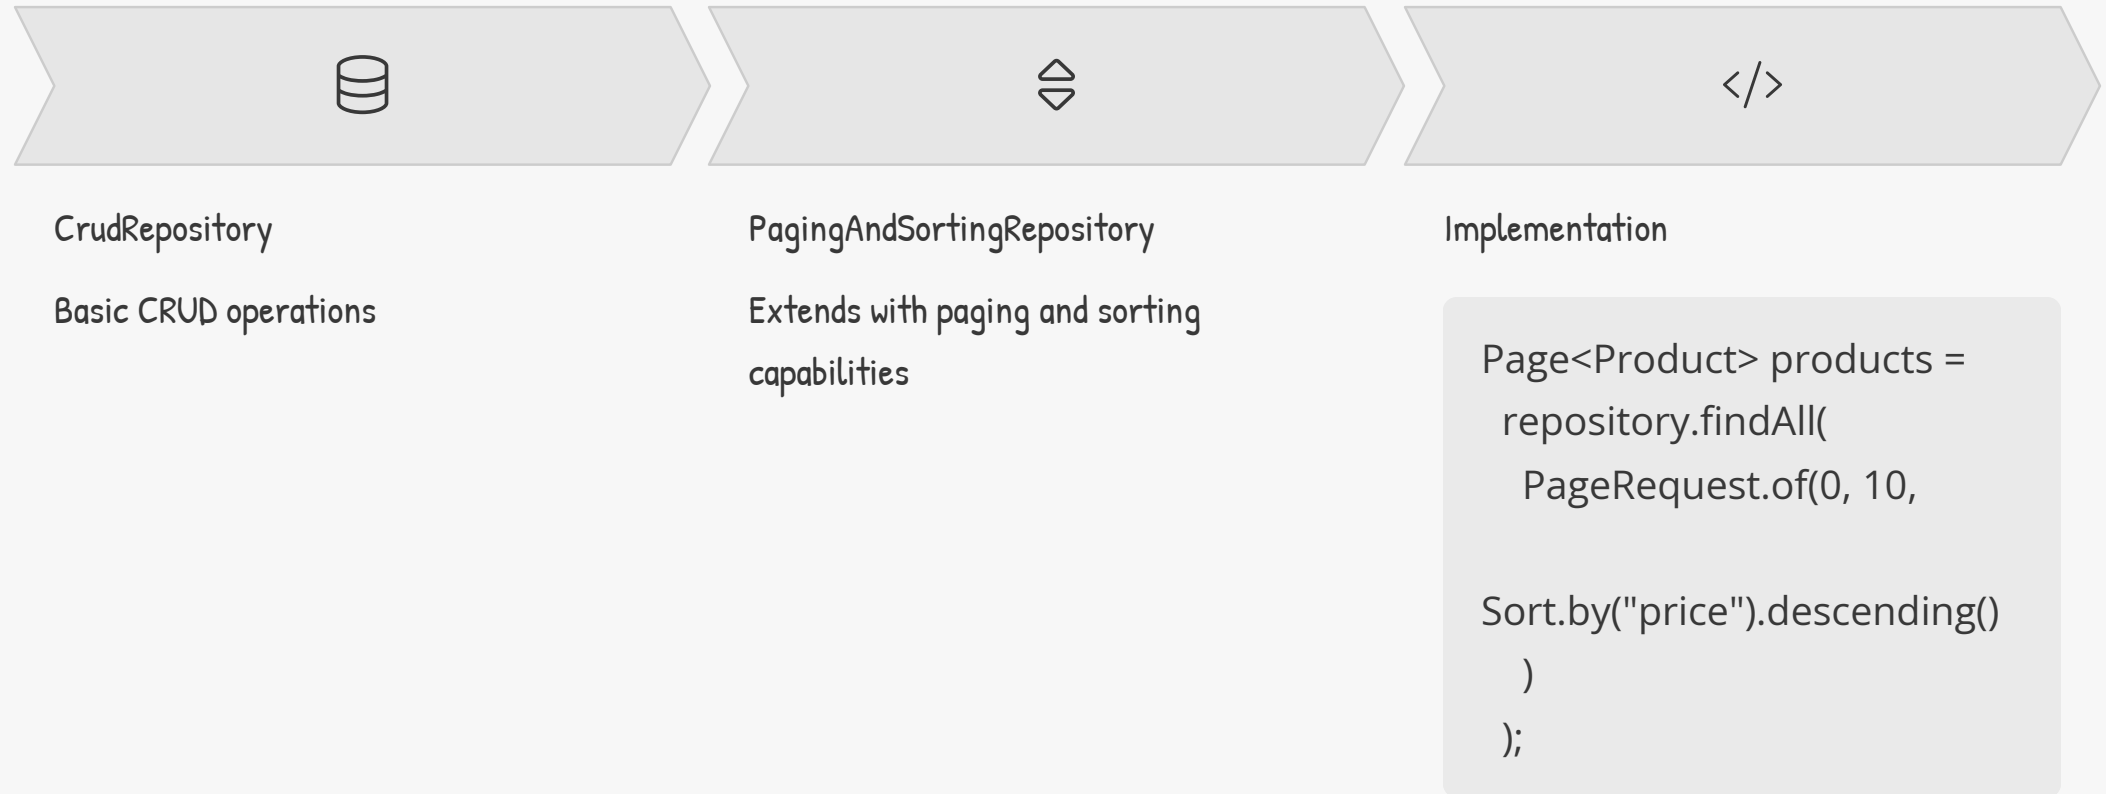 CrudRepository
Basic CRUD operations
PagingAndSortingRepository
Extends with paging and sorting
capabilities
Implementation
Page<Product> products =
repository.findAll(
PageRequest.of(0, 10,
Sort.by("price").descending()
)
);